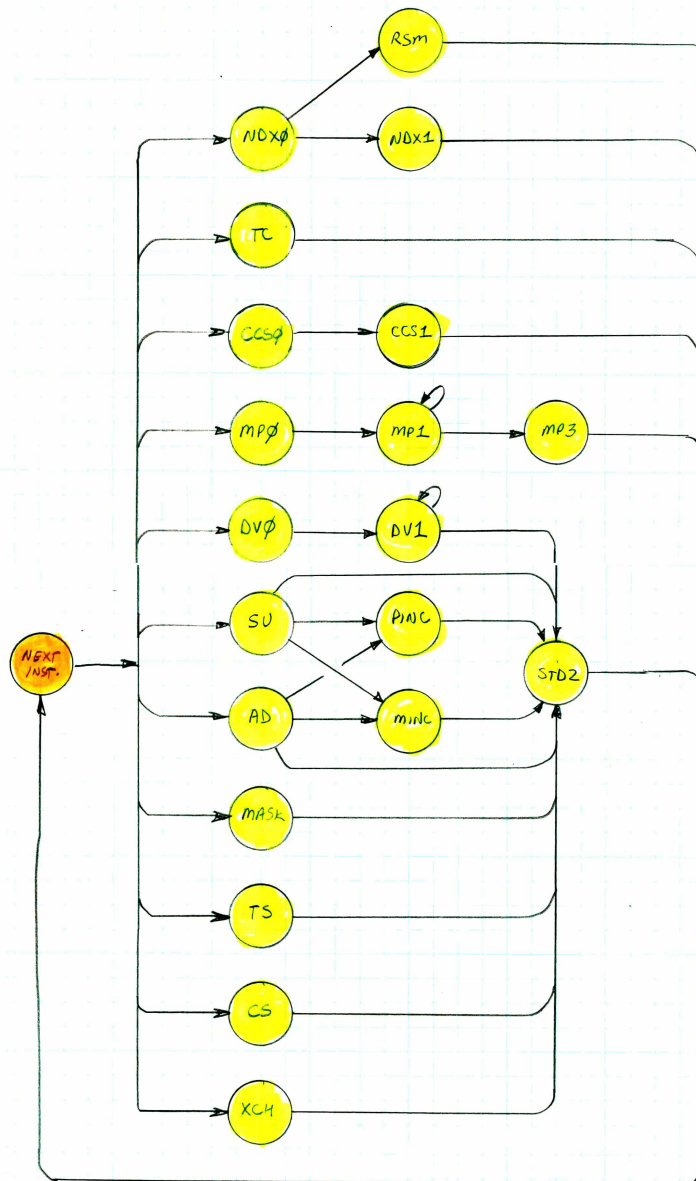 RSM
NDXØ
NDX1
TC
CCSØ
CCS1
MPØ
MP1
MP3
DVØ
DV1
SU
PINC
NEXT
INST.
STD2
AD
MINC
MASK
TS
CS
XCH